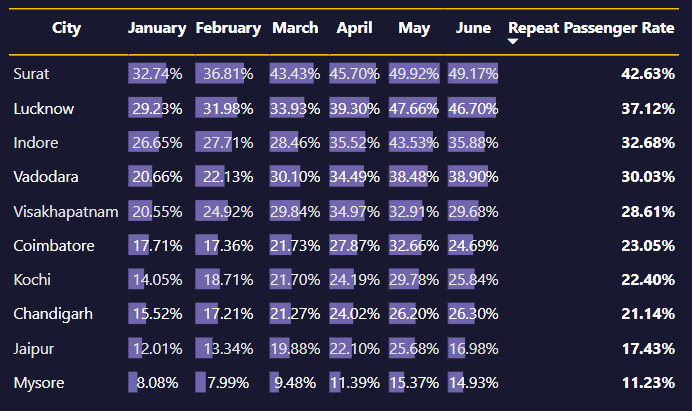 City January February March April May June Repeat Passenger Rate
Surat 32.74% 36.81% 43.43% 45.70% 49.92% 49.17% 42.63%
Lucknow 29.23% 31.98% 33.93% 39.30% 47.66% 46.70% 37.12%
Indore 26.65% 27.71% 28.46% 35.52% 43.53% 35.88% 32.68%
Vadodara 20.66% 22.13% 30.10% 34.49% 38.48% 38.90% 30.03%
Visakhapatnam 20.55% 24.92% 29.84% 34.97% 32.91% 29.68% 28.61%
Coimbatore 17.71% 17.36% 21.73% 27.87% 32.66% 24.69% 23.05%
Kochi 14.05% 18.71% 21.70% 24.19% 29.78% 25.84% 22.40%
Chandigarh 15.52% 17.21% 21.27% 24.02% 26.20% 26.30% 21.14%
Jaipur 12.01% 13.34% 19.88% 22.10% 25.68% 16.98% 17.43%
Mysore 8.08% 7.99% 9.48% 11.39% 15.37% 14.93% 11.23%